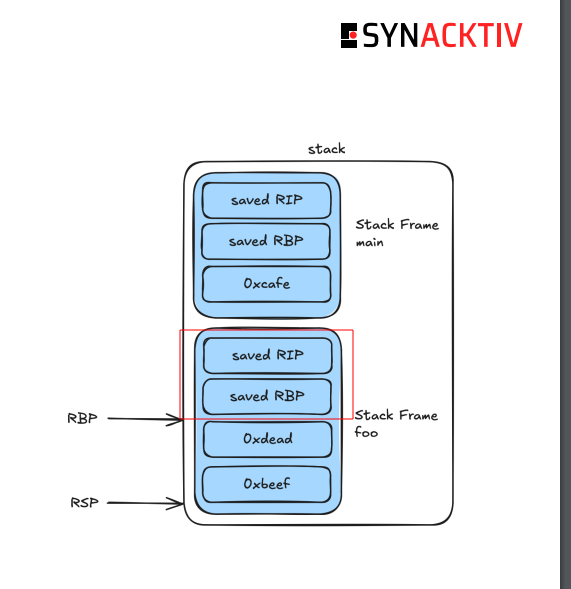 SYNACKTIV
stack
saved RIP
saved RBP
0xcafe
Stack Frame
main
saved RIP
saved RBP
0xdead
0xbeef
Stack Frame
foo
RBP
RSP